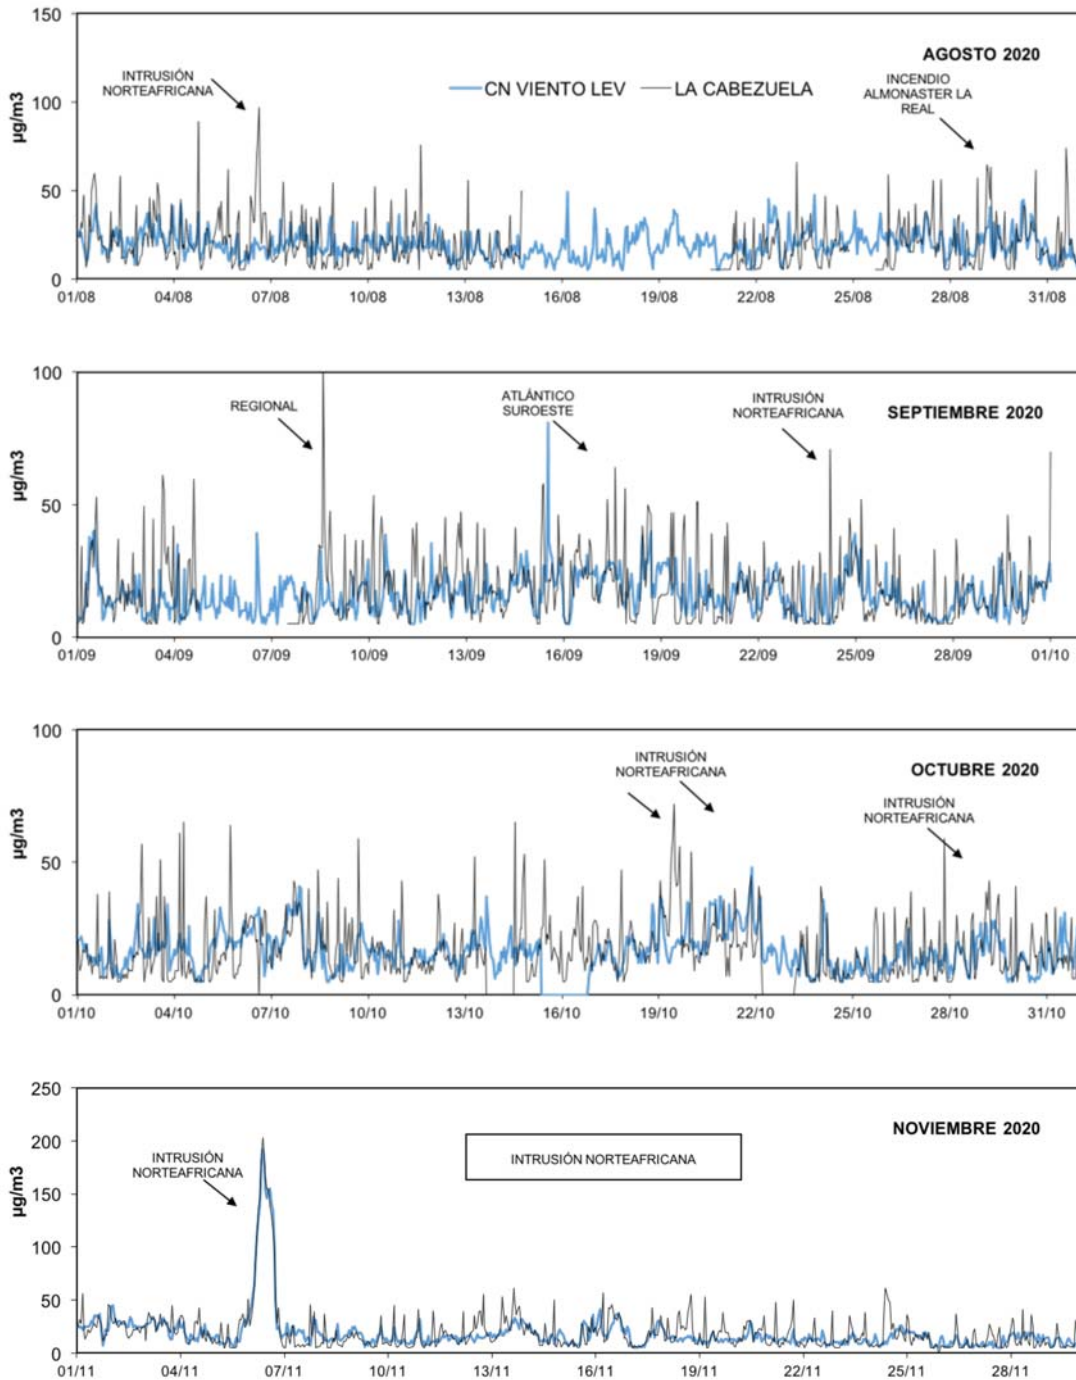 150
AGOSTO 2020
INTRUSIÓN
NORTEAFRICANA
CN VIENTO LEV
LA CABEZUELA
INCENDIO
ALMONASTER LA
REAL
100
µg/m3
50
0
01/08 04/08 07/08 10/08 13/08 16/08 19/08 22/08 25/08 28/08 31/08
100
REGIONAL
ATLÁNTICO
SUROESTE
INTRUSIÓN
NORTEAFRICANA
SEPTIEMBRE 2020
µg/m3
50
0
01/09 04/09 07/09 10/09 13/09 16/09 19/09 22/09 25/09 28/09 01/10
100
INTRUSIÓN
NORTEAFRICANA
OCTUBRE 2020
INTRUSIÓN
NORTEAFRICANA
µg/m3
50
0
01/10 04/10 07/10 10/10 13/10 16/10 19/10 22/10 25/10 28/10 31/10
250
NOVIEMBRE 2020
200
INTRUSIÓN
NORTEAFRICANA
INTRUSIÓN NORTEAFRICANA
150
µg/m3
100
50
0
01/11 04/11 07/11 10/11 13/11 16/11 19/11 22/11 25/11 28/11